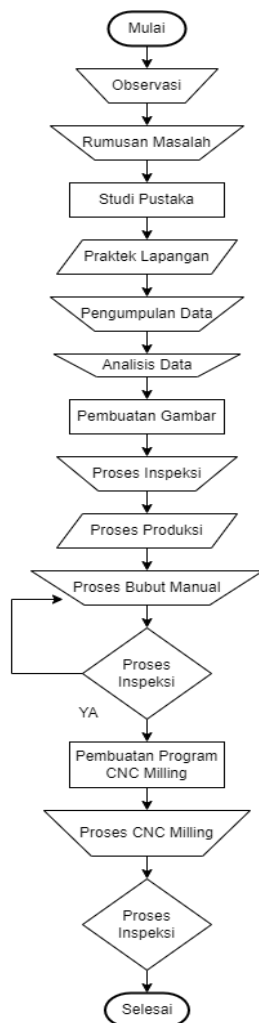 Mulai
Observasi
Rumusan Masalah
Studi Pustaka
Praktek Lapangan
Pengumpulan Data
Analisis Data
Pembuatan Gambar
Proses Inspeksi
Proses Produksi
Proses Bubut Manual
Proses
Inspeksi
YA
Pembuatan Program
CNC Milling
Proses CNC Milling
Proses
Inspeksi
Selesai